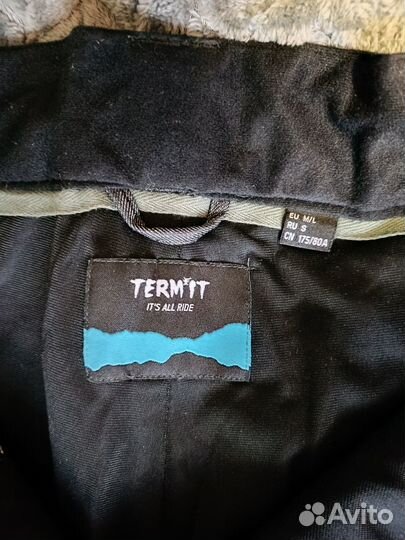 EU M/L
RU S
CN 175/80A
TERMIT
IT'S ALL RIDE
Avito